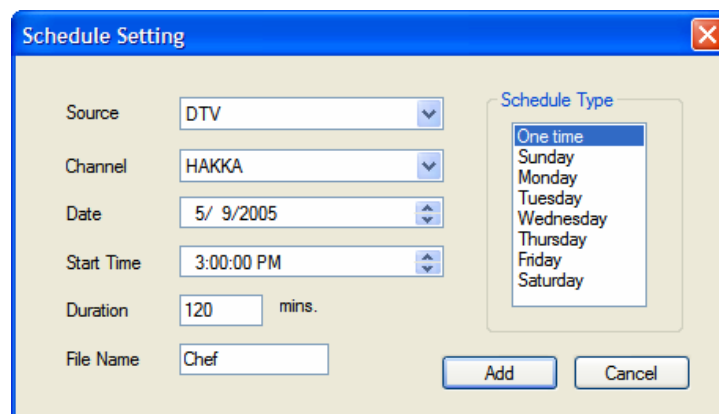 Schedule Setting
Source
DTV
Channel
HAKKA
Date
5/ 9/2005
Start Time
3:00:00 PM
Duration
120
mins.
File Name
Chef
Schedule Type
One time
Sunday
Monday
Tuesday
Wednesday
Thursday
Friday
Saturday
Add
Cancel